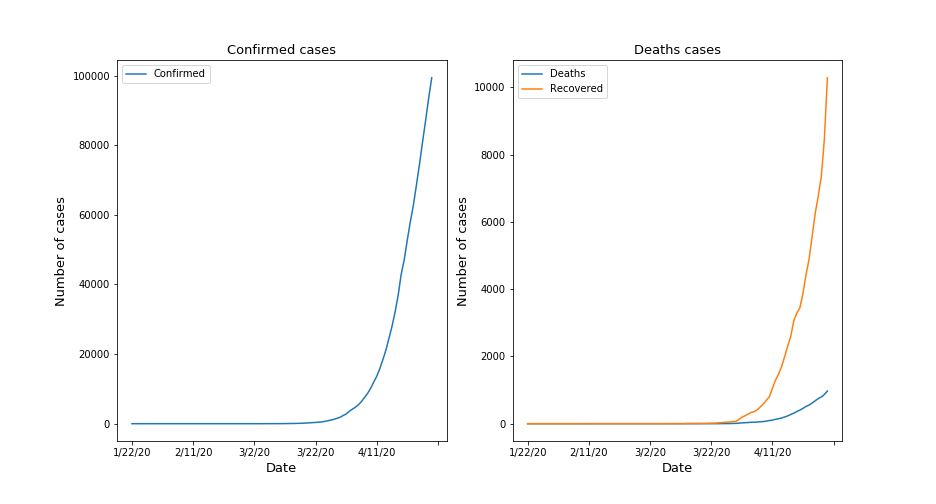 Confirmed cases
Confirmed
100000
80000
60000
40000
20000
0
Number of cases
1/22/20 2/11/20 3/2/20 3/22/20 4/11/20
Date
Deaths cases
Deaths
Recovered
10000
8000
6000
4000
2000
0
Number of cases
1/22/20 2/11/20 3/2/20 3/22/20 4/11/20
Date